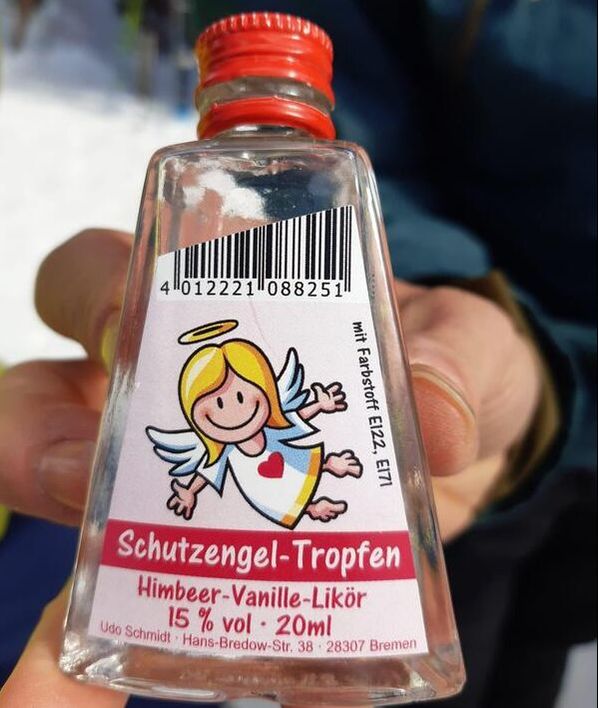 4 012221 088251
mit Farbstoff E122, E171
Schutzengel-Tropfen
Himbeer-Vanille-Likör
15 % vol · 20ml
Udo Schmidt · Hans-Bredow-Str. 38 · 28307 Bremen